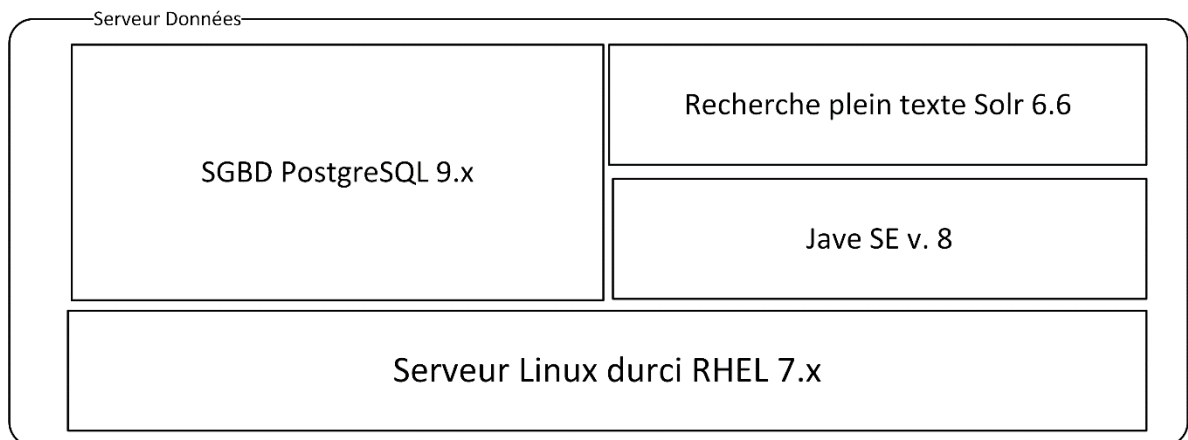 Serveur Données
SGBD PostgreSQL 9.x
Recherche plein texte Solr 6.6
Jave SE v. 8
Serveur Linux durci RHEL 7.x